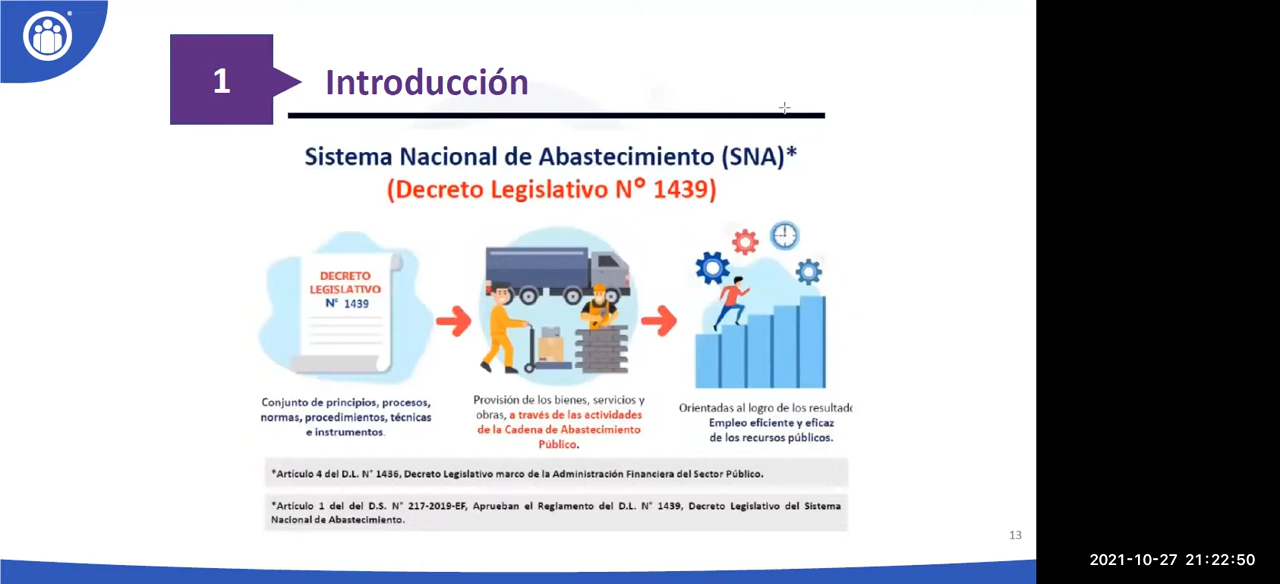 1
Introducción
Sistema Nacional de Abastecimiento (SNA)*
(Decreto Legislativo N° 1439)
DECRETO
LEGISLATIVO
N° 1439
Conjunto de principios, procesos,
normas, procedimientos, técnicas
e instrumentos.
Provisión de los bienes, servicios y
obras, a través de las actividades
de la Cadena de Abastecimiento
Público.
Orientadas al logro de los resultado
Empleo eficiente y eficaz
de los recursos públicos.
*Artículo 4 del D.L. N° 1436, Decreto Legislativo marco de la Administración Financiera del Sector Público.
*Artículo 1 del del D.S. N° 217-2019-EF, Aprueban el Reglamento del D.L. N° 1439, Decreto Legislativo del Sistema
Nacional de Abastecimiento.
13
2021-10-27 21:22:50